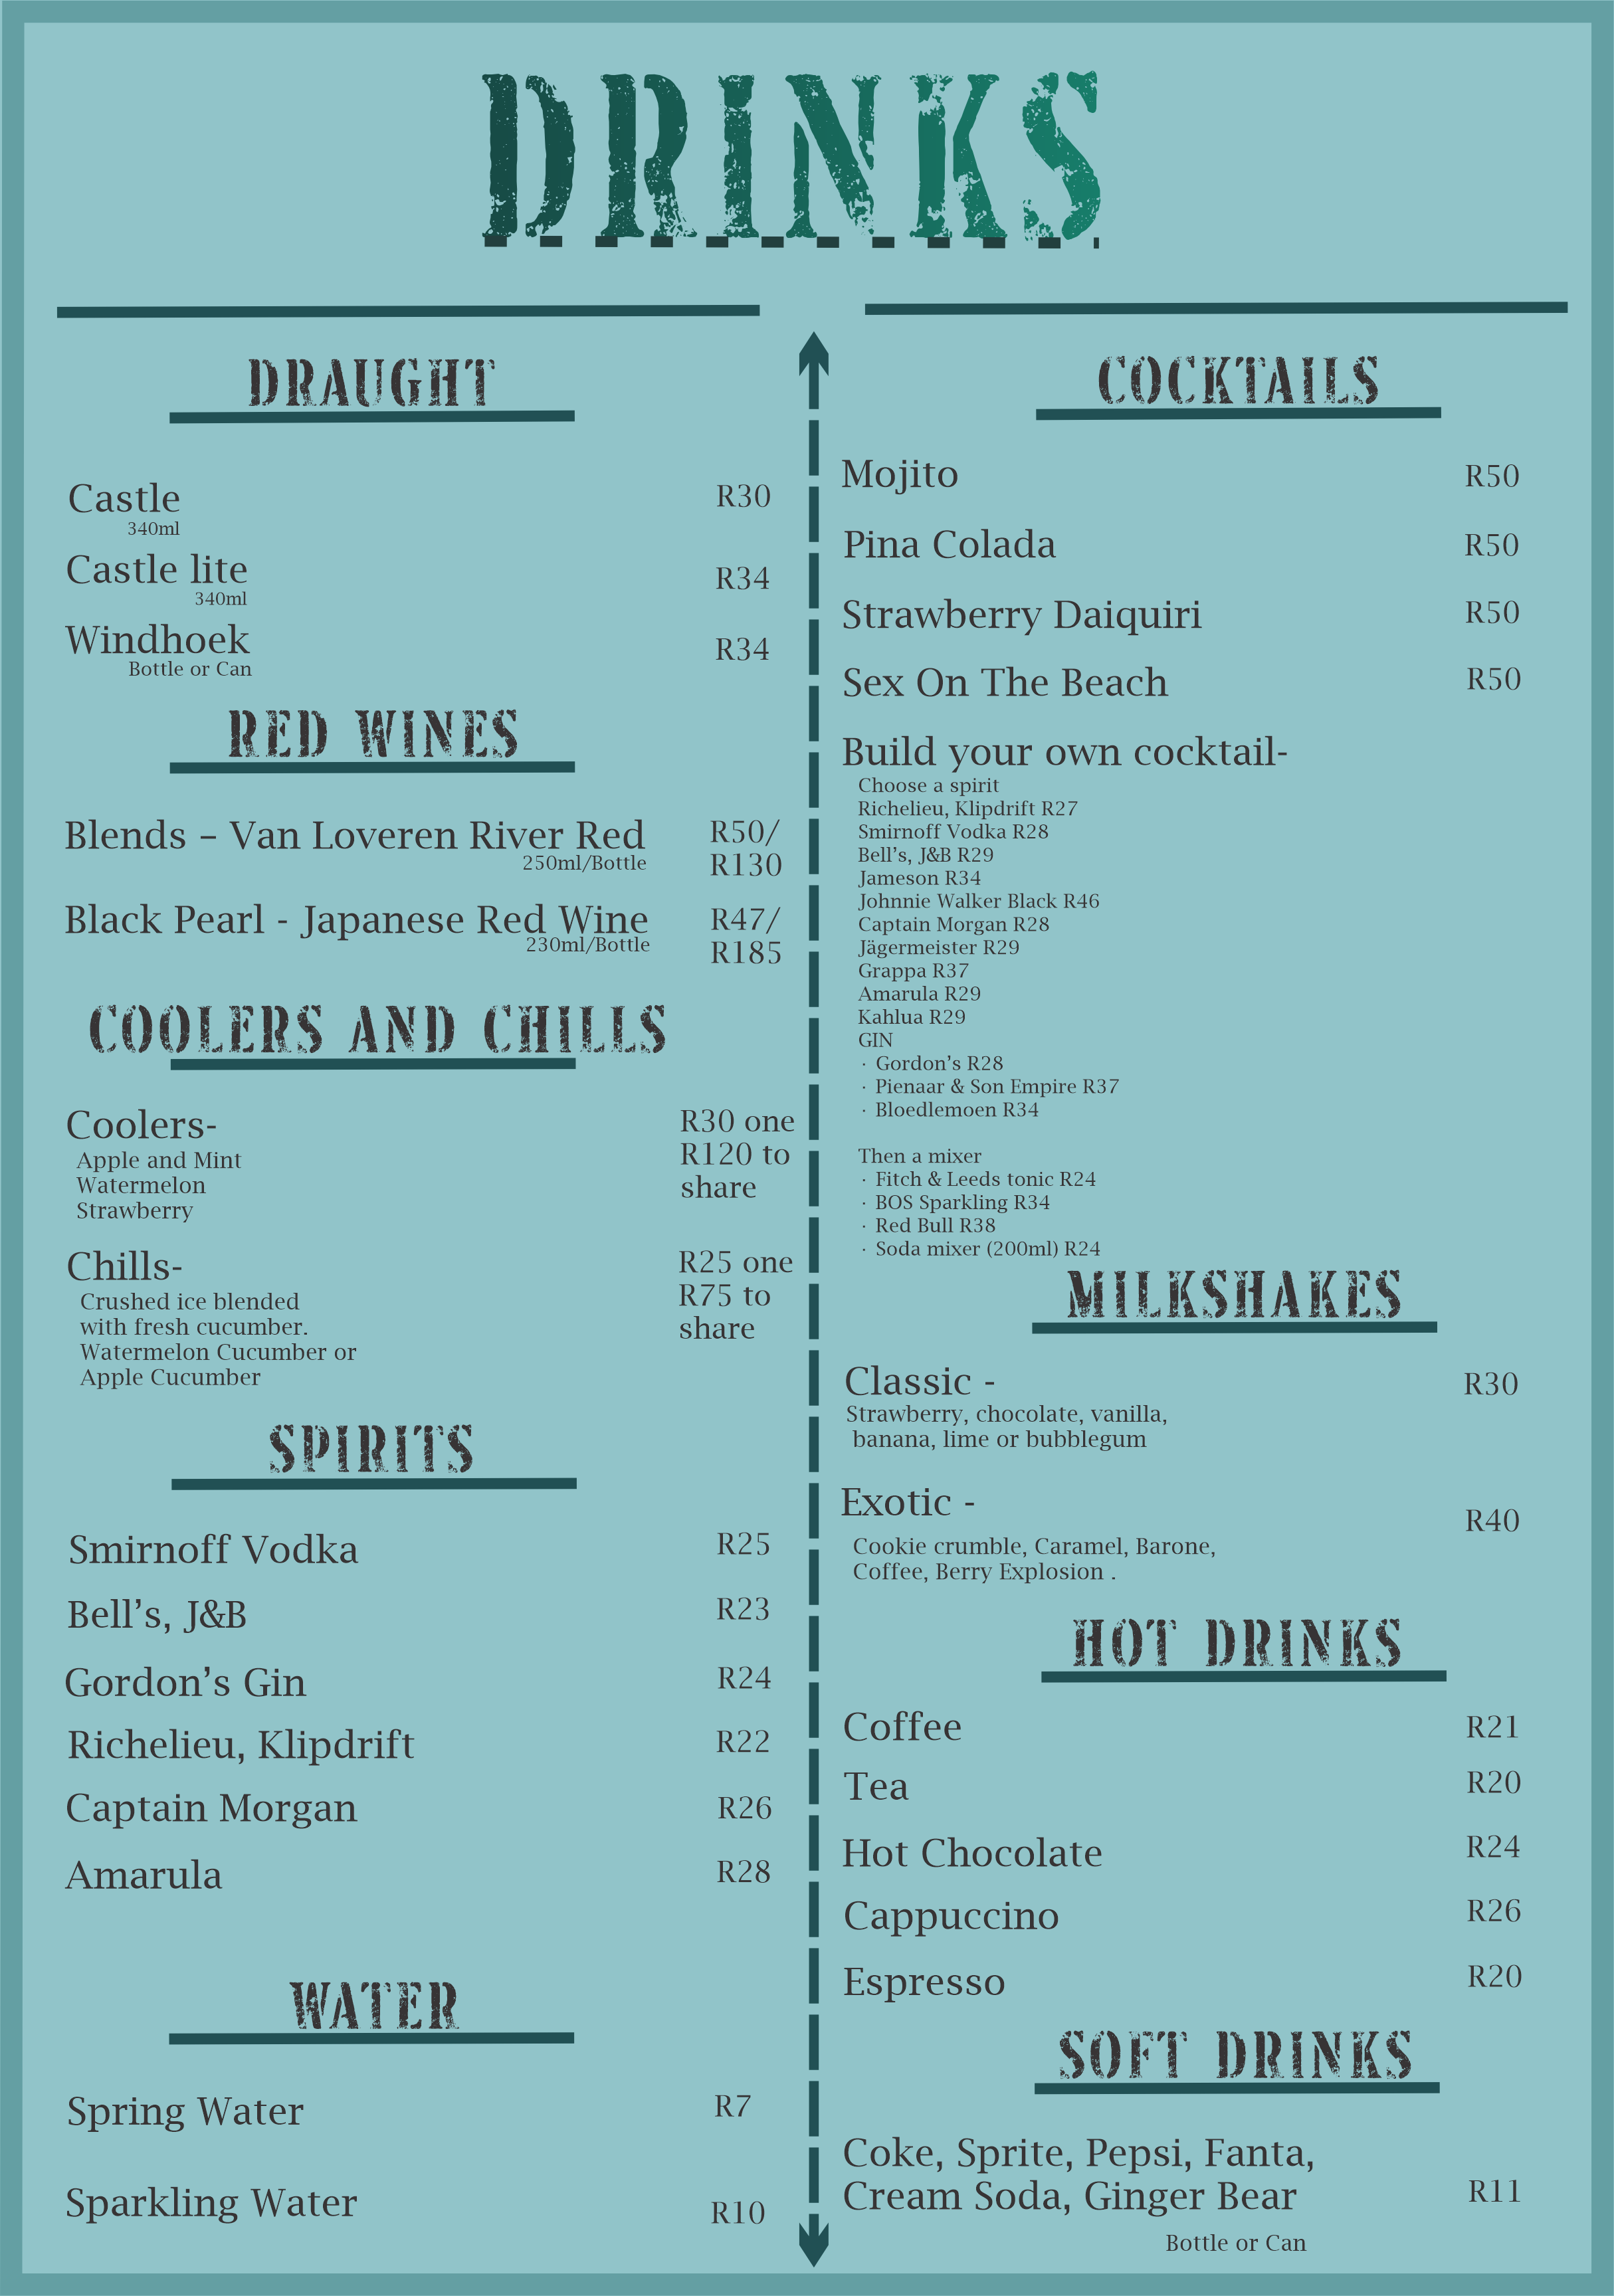 DRINKS
DRAUGHT
Castle R30
340ml
Castle lite R34
340ml
Windhoek R34
Bottle or Can
RED WINES
Blends – Van Loveren River Red R50/
250ml/Bottle R130
Black Pearl - Japanese Red Wine R47/
230ml/Bottle R185
COOLERS AND CHILLS
Coolers- R30 one
Apple and Mint R120 to
Watermelon share
Strawberry
Chills- R25 one
Crushed ice blended R75 to
with fresh cucumber. share
Watermelon Cucumber or
Apple Cucumber
SPIRITS
Smirnoff Vodka R25
Bell’s, J&B R23
Gordon’s Gin R24
Richelieu, Klipdrift R22
Captain Morgan R26
Amarula R28
WATER
Spring Water R7
Sparkling Water R10
COCKTAILS
Mojito R50
Pina Colada R50
Strawberry Daiquiri R50
Sex On The Beach R50
Build your own cocktail-
Choose a spirit
Richelieu, Klipdrift R27
Smirnoff Vodka R28
Bell’s, J&B R29
Jameson R34
Johnnie Walker Black R46
Captain Morgan R28
Jägermeister R29
Grappa R37
Amarula R29
Kahlua R29
GIN
· Gordon’s R28
· Pienaar & Son Empire R37
· Bloedlemoen R34
Then a mixer
· Fitch & Leeds tonic R24
· BOS Sparkling R34
· Red Bull R38
· Soda mixer (200ml) R24
MILKSHAKES
Classic - R30
Strawberry, chocolate, vanilla,
banana, lime or bubblegum
Exotic - R40
Cookie crumble, Caramel, Barone,
Coffee, Berry Explosion .
HOT DRINKS
Coffee R21
Tea R20
Hot Chocolate R24
Cappuccino R26
Espresso R20
SOFT DRINKS
Coke, Sprite, Pepsi, Fanta,
Cream Soda, Ginger Bear R11
Bottle or Can